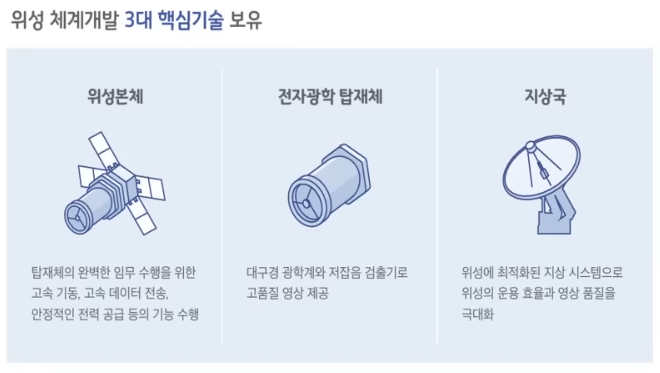 위성 체계개발 3대 핵심기술 보유
위성본체
탑재체의 완벽한 임무 수행을 위한
고속 기동, 고속 데이터 전송,
안정적인 전력 공급 등의 기능 수행
전자광학 탑재체
대구경 광학계와 저잡음 검출기로
고품질 영상 제공
지상국
위성에 최적화된 지상 시스템으로
위성의 운용 효율과 영상 품질을
극대화